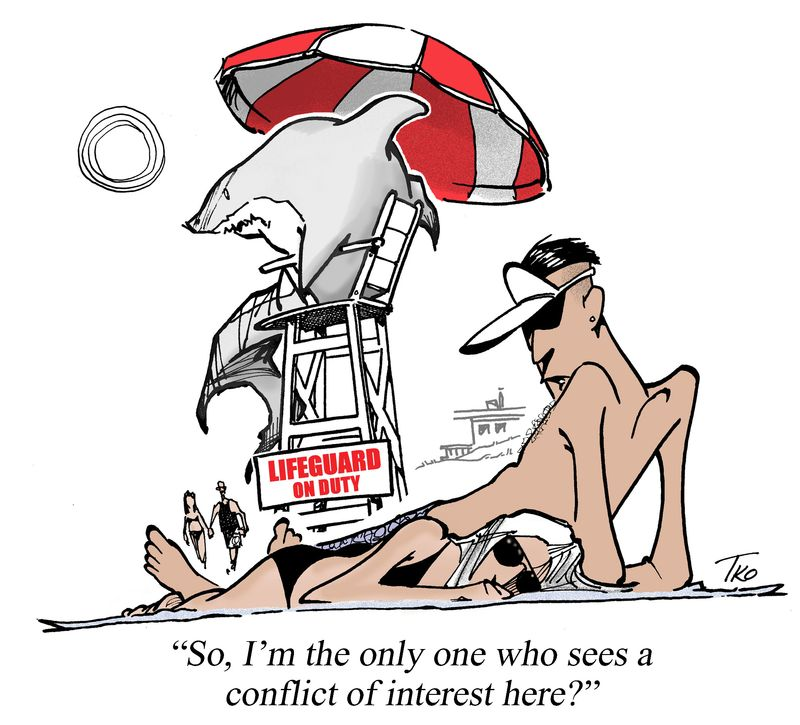 LIFEGUARD
ON DUTY
TKO
“So, I’m the only one who sees a
conflict of interest here?”